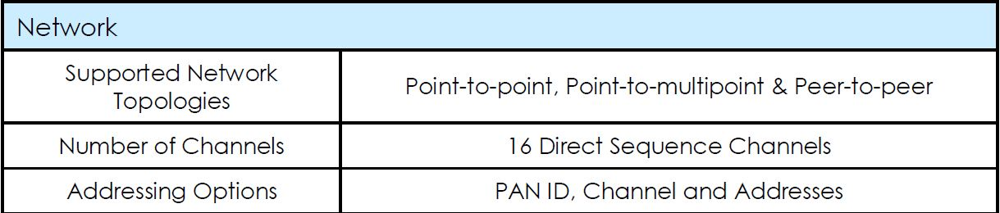 Network
Supported Network
Topologies
Point-to-point, Point-to-multipoint & Peer-to-peer
Number of Channels
16 Direct Sequence Channels
Addressing Options
PAN ID, Channel and Addresses